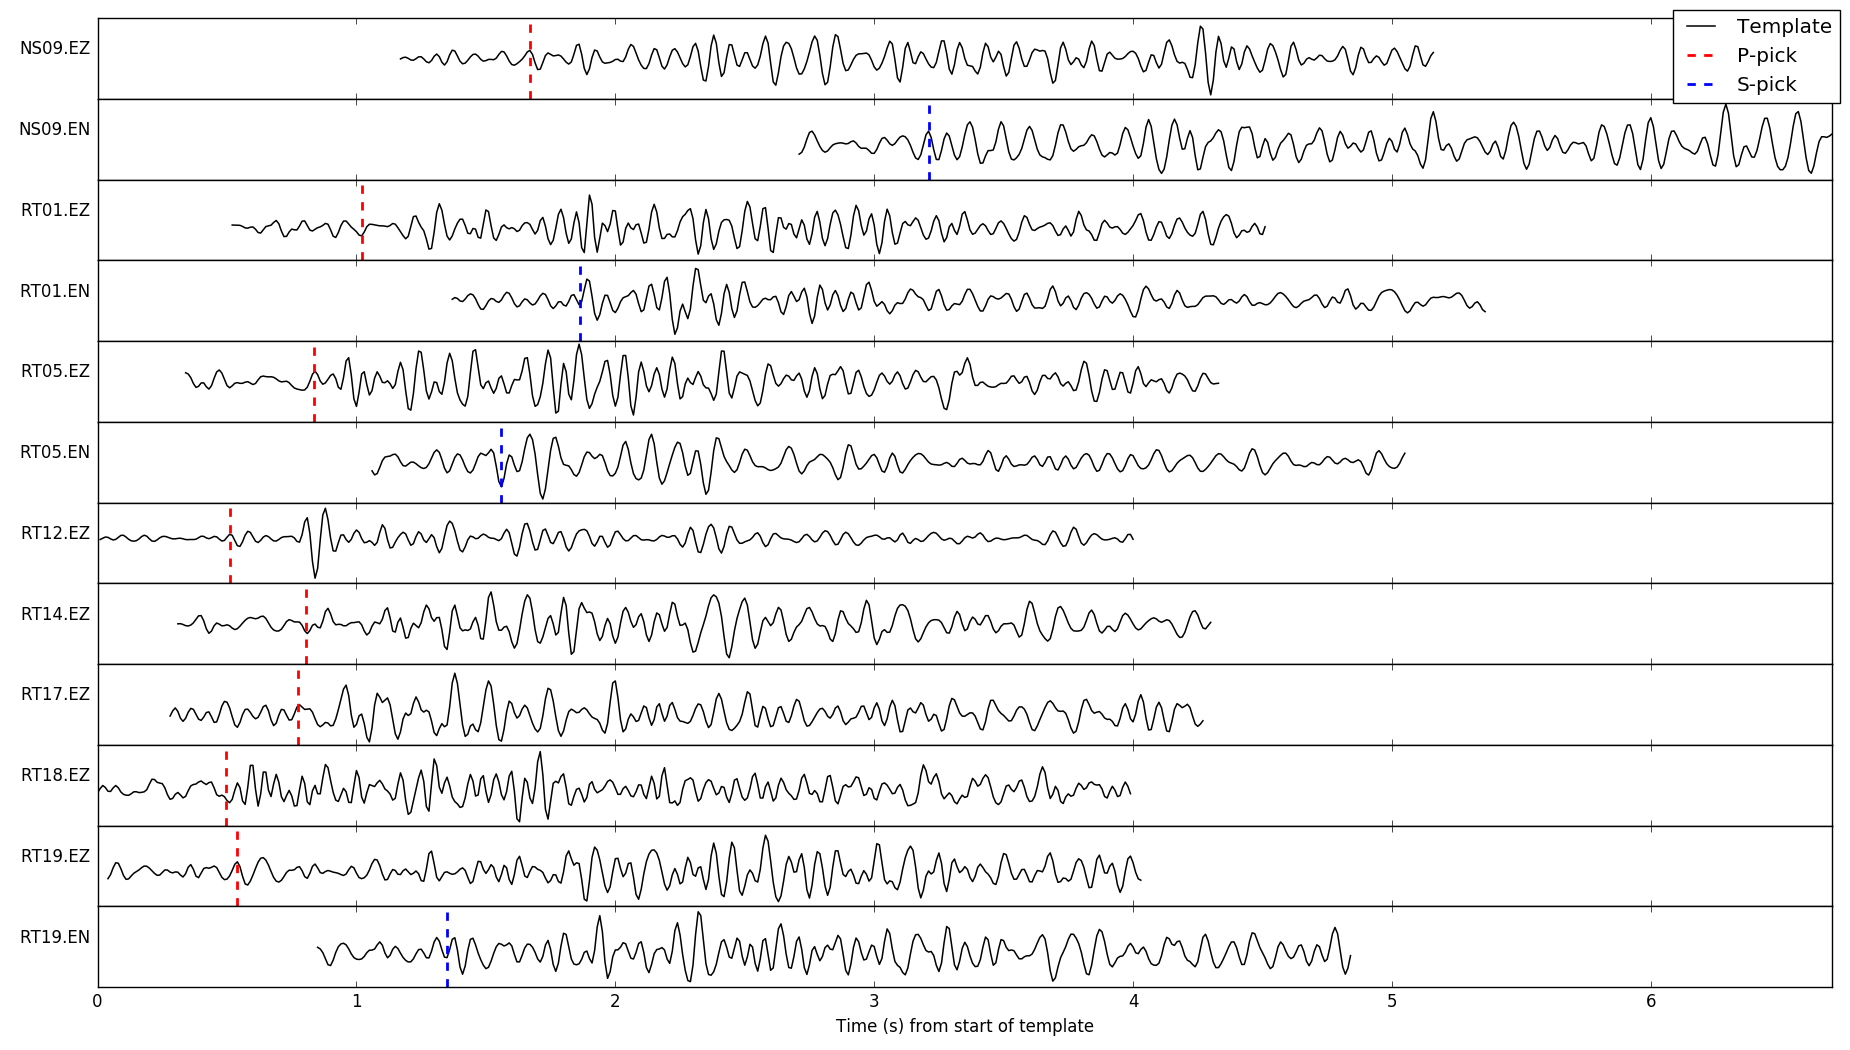 NS09.EZ
Template
P-pick
S-pick
NS09.EN
RT01.EZ
RT01.EN
RT05.EZ
RT05.EN
RT12.EZ
RT14.EZ
RT17.EZ
RT18.EZ
RT19.EZ
RT19.EN
0 1 2 3 4 5 6
Time (s) from start of template